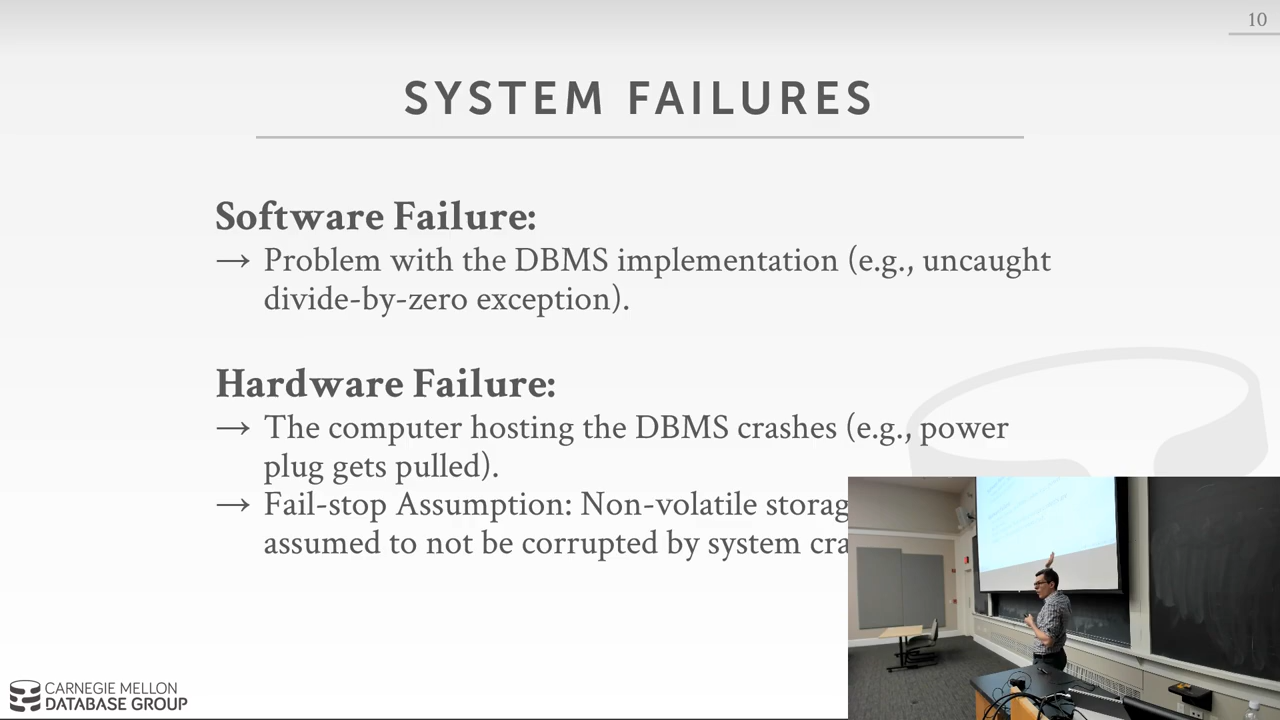 10
SYSTEM FAILURES
Software Failure:
→ Problem with the DBMS implementation (e.g., uncaught
divide-by-zero exception).
Hardware Failure:
→ The computer hosting the DBMS crashes (e.g., power
plug gets pulled).
→ Fail-stop Assumption: Non-volatile storag
assumed to not be corrupted by system cra
CARNEGIE MELLON
DATABASE GROUP